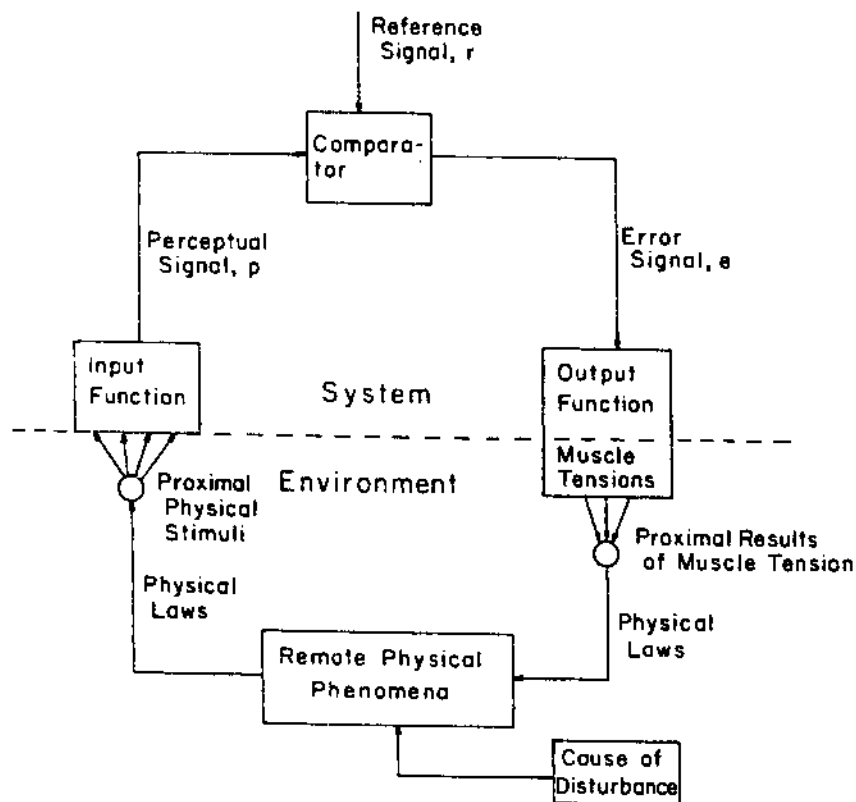 Reference
Signal, r
Compara-
tor
Perceptual
Signal, p
Error
Signal, e
Input
Function
System
Output
Function
Environment
Muscle
Tensions
Proximal
Physical
Stimuli
Proximal Results
of Muscle Tension
Physical
Laws
Physical
Laws
Remote Physical
Phenomena
Cause of
Disturbance